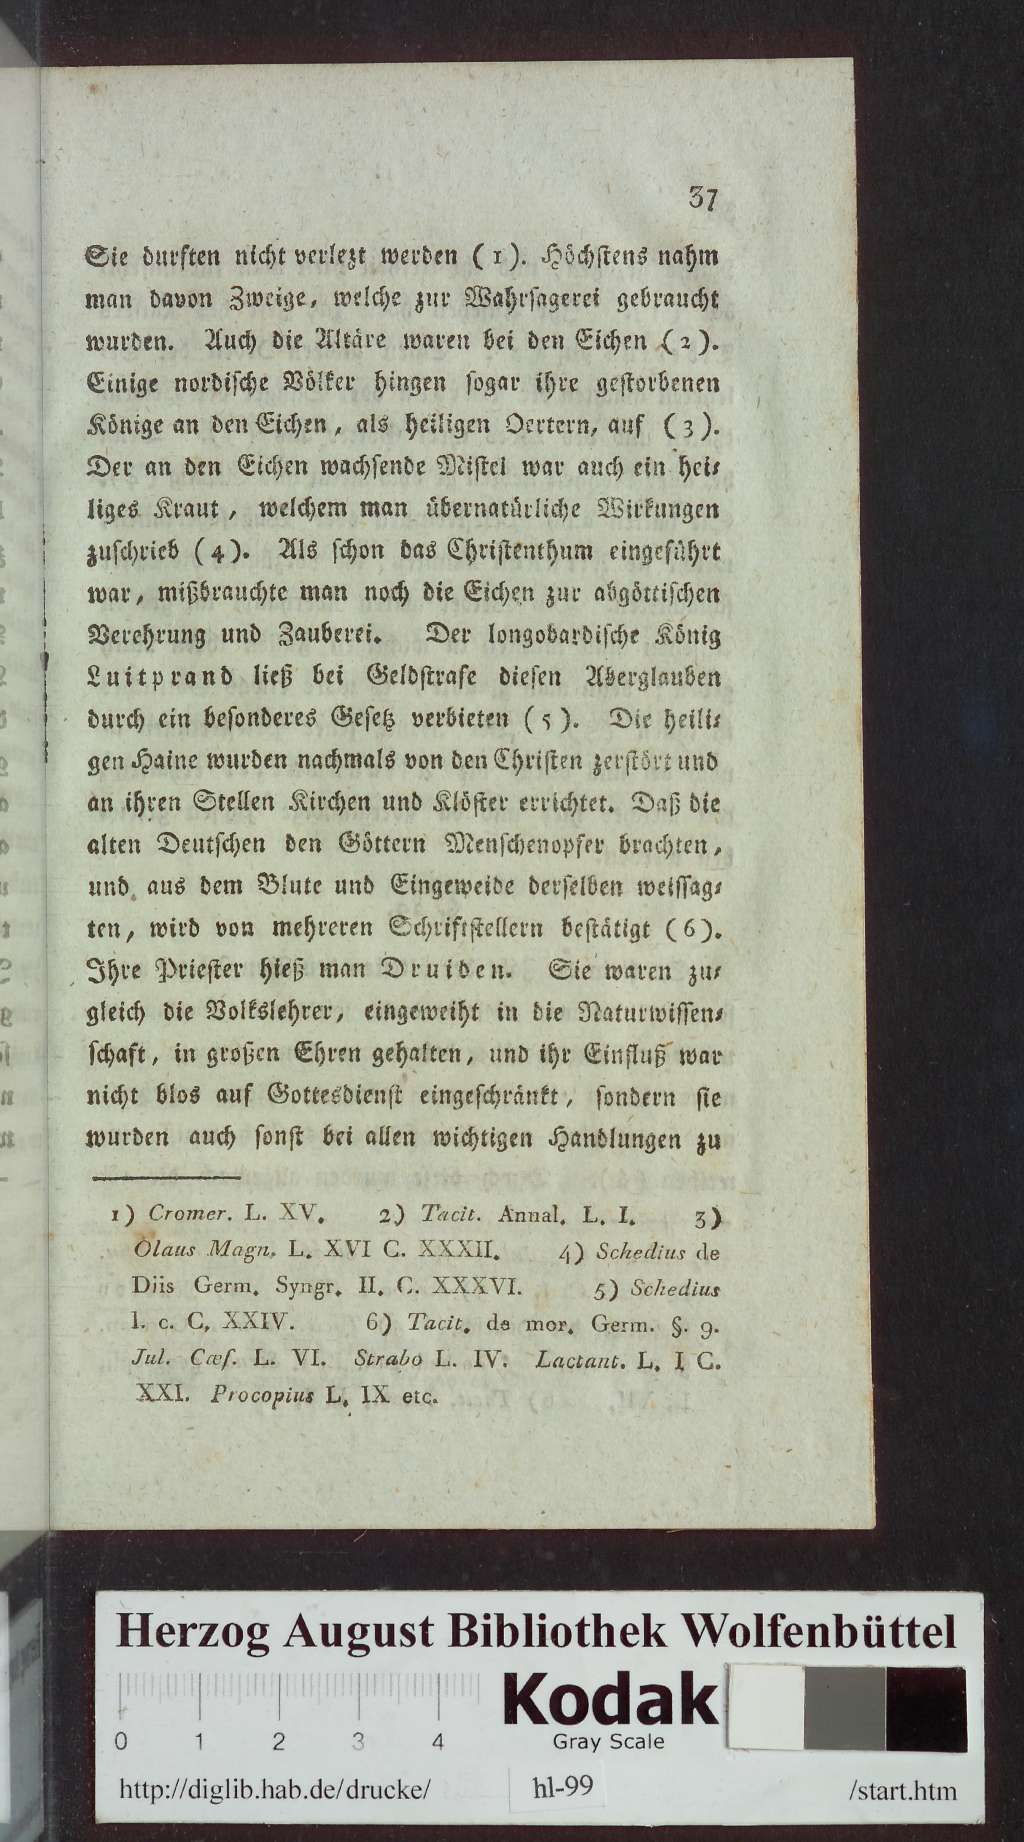 37
Sie durften nicht verlezt werden (1). Höchstens nahm
man davon Zweige, welche zur Wahrsagerei gebraucht
wurden. Auch die Altäre waren bei den Eichen (2).
Einige nordische Völker hingen sogar ihre gestorbenen
Könige an den Eichen, als heiligen Oertern, auf (3).
Der an den Eichen wachsende Mistel war auch ein hei⸗
liges Kraut, welchem man übernatürliche Wirkungen
zuschrieb (4). Als schon das Christenthum eingeführt
war, mißbrauchte man noch die Eichen zur abgöttischen
Verehrung und Zauberei. Der longobardische König
Luitprand ließ bei Geldstrafe diesen Aberglauben
durch ein besonderes Gesetz verbieten (5). Die heili⸗
gen Haine wurden nachmals von den Christen zerstört und
an ihren Stellen Kirchen und Klöster errichtet. Daß die
alten Deutschen den Göttern Menschenopfer brachten,
und aus dem Blute und Eingeweide derselben weissag⸗
ten, wird von mehreren Schriftstellern bestätigt (6).
Ihre Priester hieß man Druiden. Sie waren zu⸗
gleich die Volkslehrer, eingeweiht in die Naturwissen⸗
schaft, in großen Ehren gehalten, und ihr Einfluß war
nicht blos auf Gottesdienst eingeschränkt, sondern sie
wurden auch sonst bei allen wichtigen Handlungen zu
1) Cromer. L. XV. 2) Tacit. Annal. L. I. 3)
Olaus Magn. L. XVI C. XXXII. 4) Schedius de
Diis Germ. Syngr. II. C. XXXVI. 5) Schedius
l. c. C. XXIV. 6) Tacit. de mor. Germ. §. 9.
Jul. Cæſ. L. VI. Strabo L. IV. Lactant. L. I C.
XXI. Procopius L. IX etc.
Herzog August Bibliothek Wolfenbüttel
Kodak
Gray Scale
0 1 2 3 4
http://diglib.hab.de/drucke/ hl-99 /start.htm